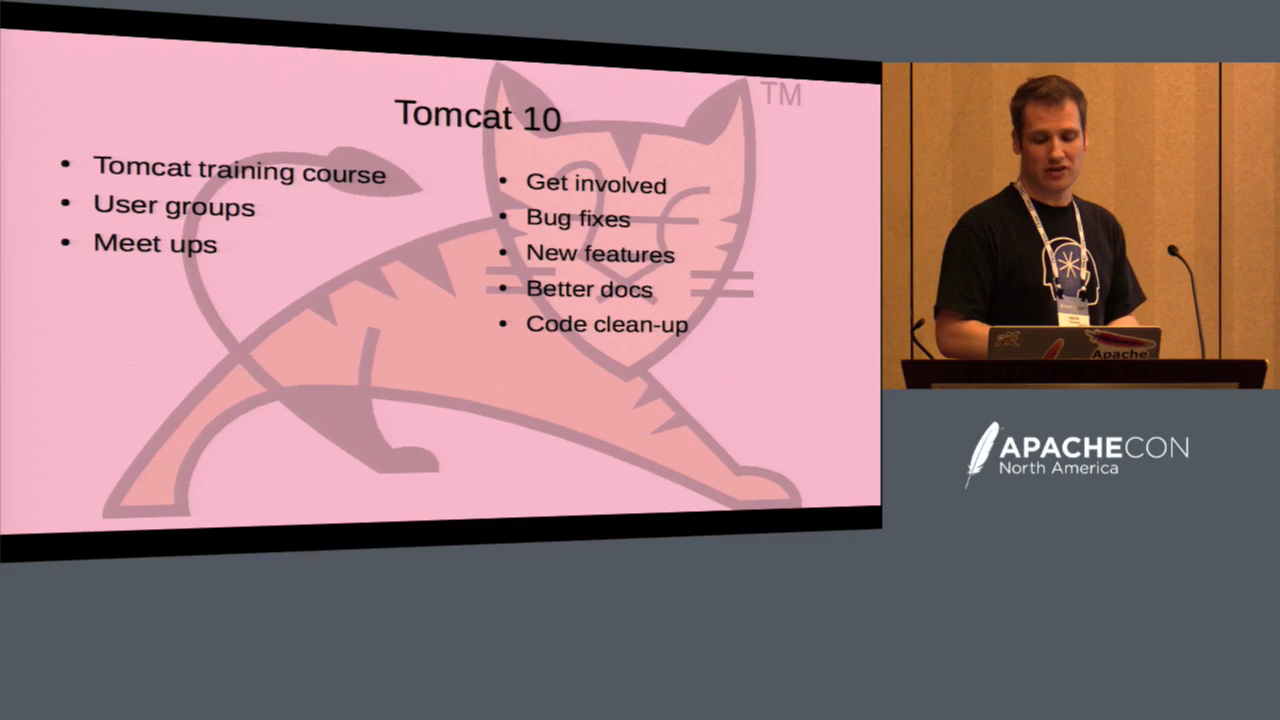 TM
Tomcat 10
• Tomcat training course
• User groups
• Meet ups
• Get involved
• Bug fixes
• New features
• Better docs
• Code clean-up
Apache
APACHECON
North America